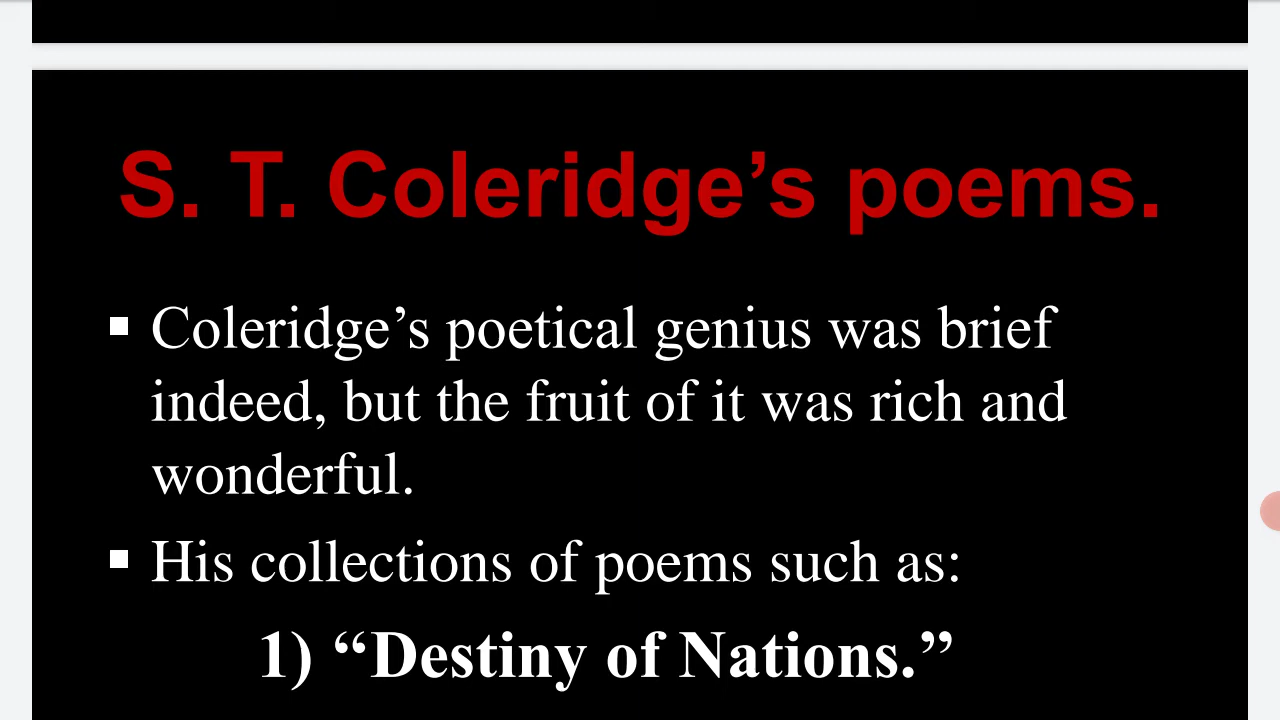 S. T. Coleridge’s poems.
▪ Coleridge’s poetical genius was brief
indeed, but the fruit of it was rich and
wonderful.
▪ His collections of poems such as:
1) “Destiny of Nations.”